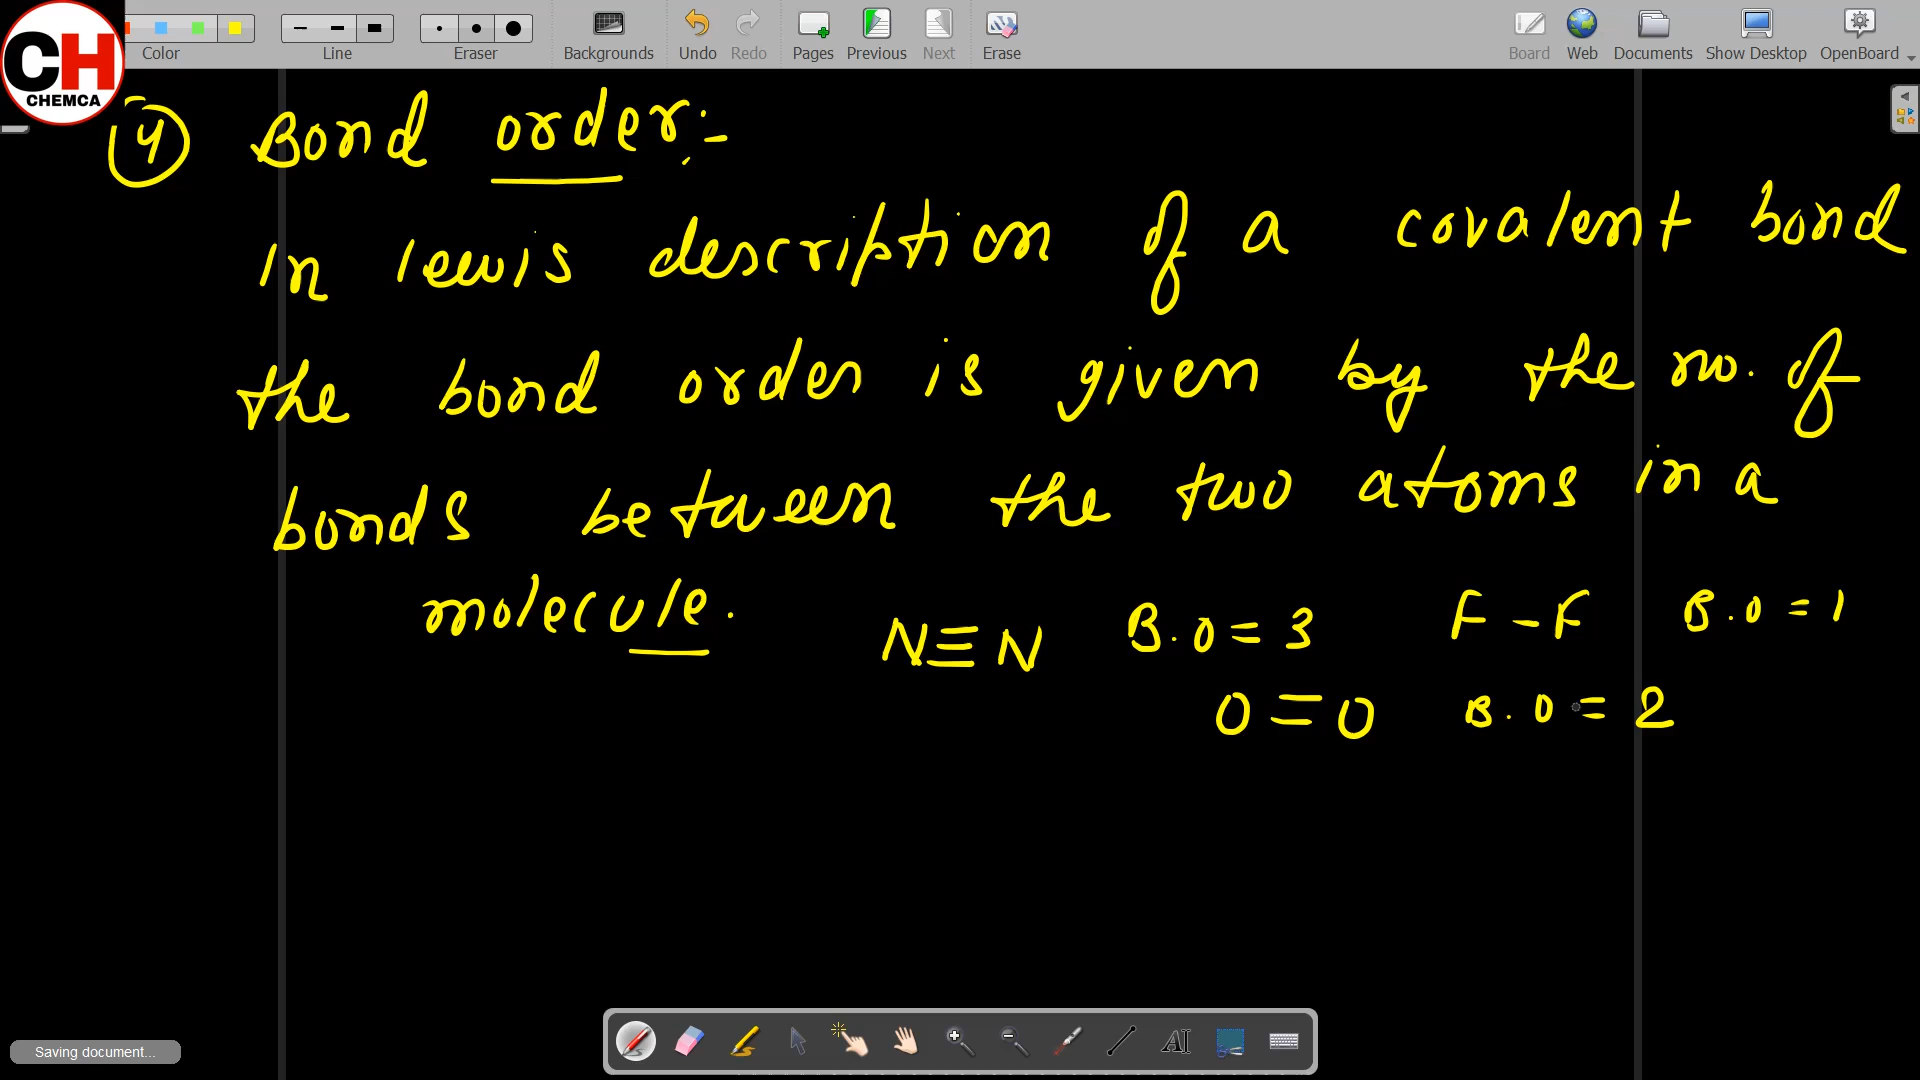 CH
CHEMCA
Color
Line
Eraser
Backgrounds
Undo
Redo
Pages
Previous
Next
Erase
Board
Web
Documents
Show Desktop
OpenBoard
4 Bond order:-
In lewis description of a covalent bond
the bond order is given by the no. of
bonds between the two atoms in a
molecule. N≡N B.O = 3 F-F B.O = 1
O=O B.O = 2
Saving document...
AI